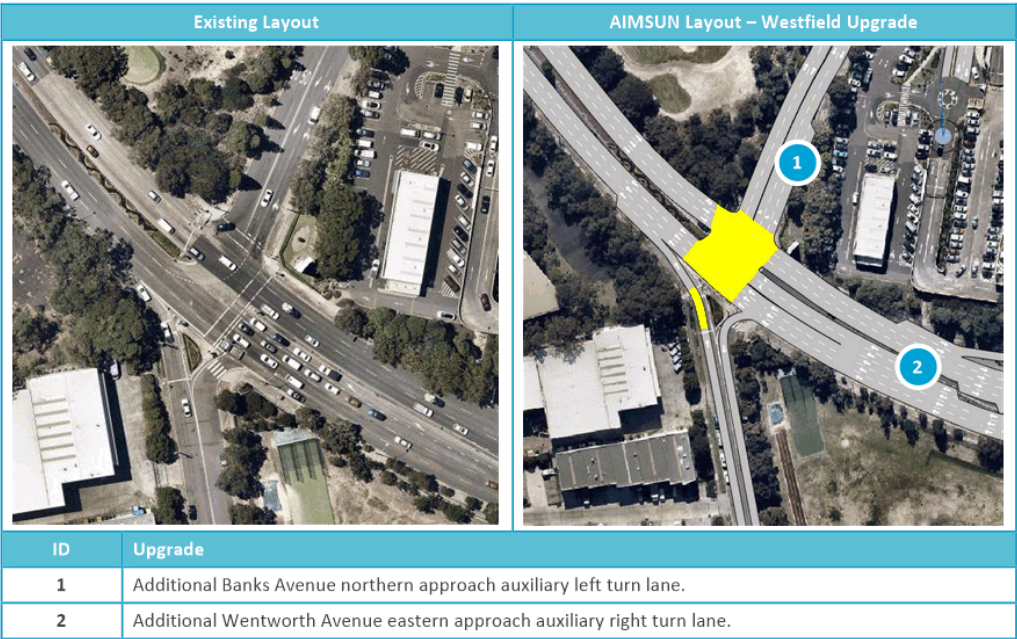 Existing Layout
AIMSUN Layout – Westfield Upgrade
1
2
ID
Upgrade
1
Additional Banks Avenue northern approach auxiliary left turn lane.
2
Additional Wentworth Avenue eastern approach auxiliary right turn lane.